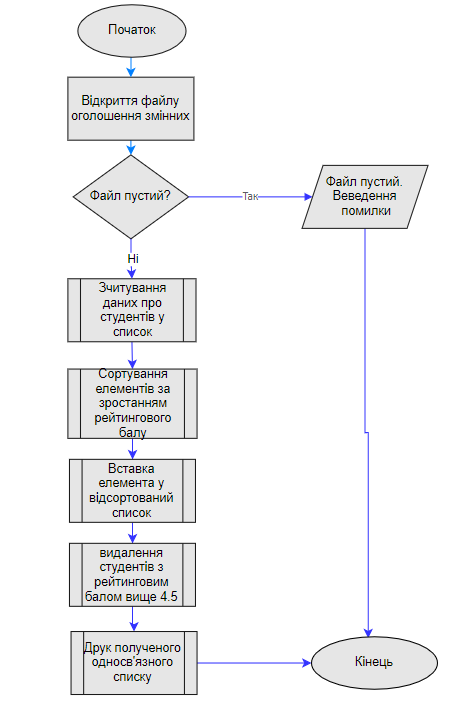 Початок
Відкриття файлу
оголошення змінних
Файл пустий?
Так
Файл пустий.
Веведення
помилки
Ні
Зчитування
даних про
студентів у
список
Сортування
елементів за
зростанням
рейтингового
балу
Вставка
елемента у
відсортований
список
видалення
студентів з
рейтинговим
балом вище 4.5
Друк полученого
односв'язного
списку
Кінець